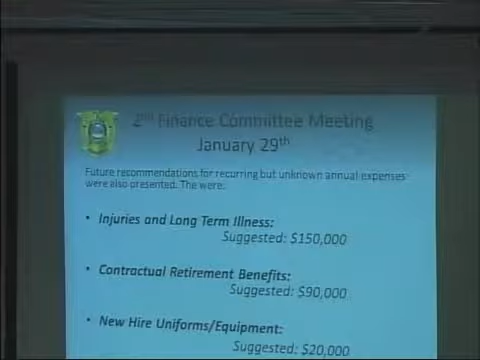 2nd Finance Committee Meeting
January 29th
Future recommendations for recurring but unknown annual expenses
were also presented. The were:
• Injuries and Long Term Illness:
Suggested: $150,000
• Contractual Retirement Benefits:
Suggested: $90,000
• New Hire Uniforms/Equipment:
Suggested: $20,000